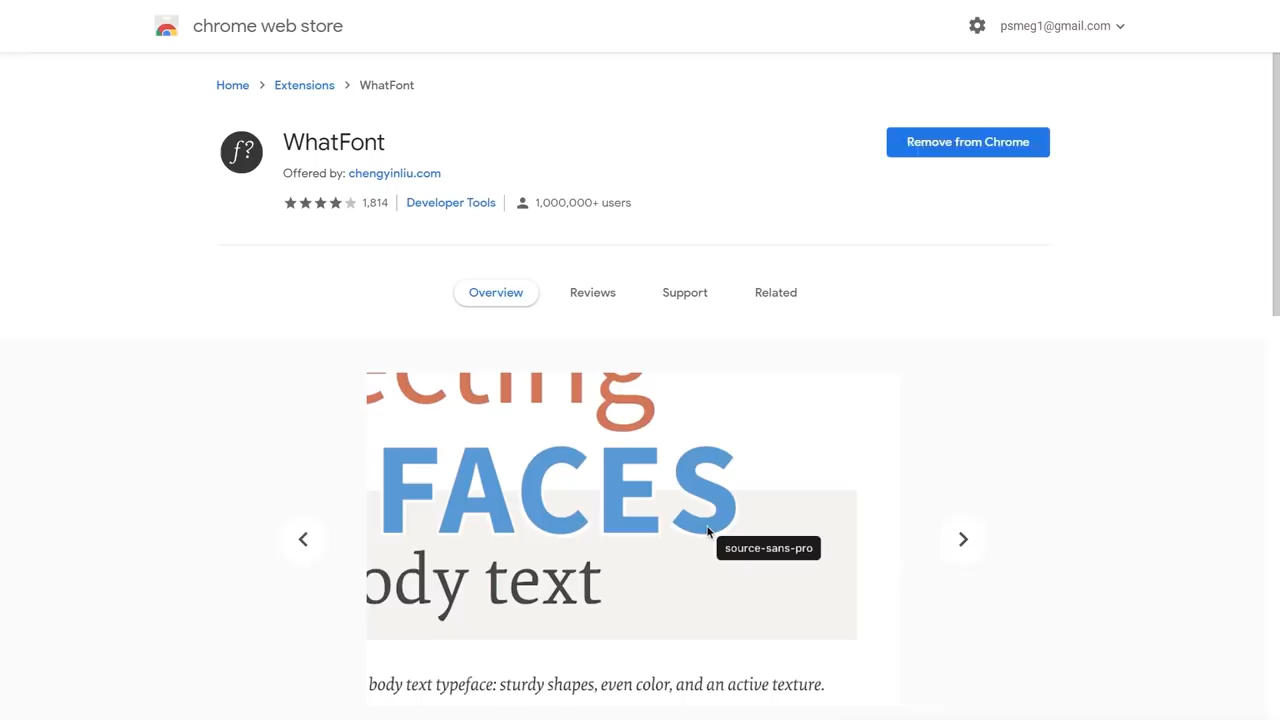 chrome web store
psmeg1@gmail.com
Home > Extensions > WhatFont
f?
WhatFont
Remove from Chrome
Offered by: chengyinliu.com
1,814 Developer Tools 1,000,000+ users
Overview Reviews Support Related
ecting
FACES
source-sans-pro
ody text
body text typeface: sturdy shapes, even color, and an active texture.